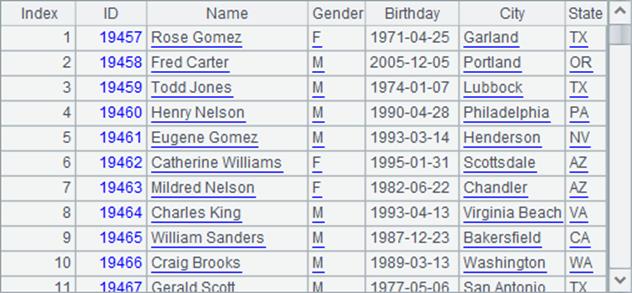 Index ID Name Gender Birthday City State
1 19457 Rose Gomez F 1971-04-25 Garland TX
2 19458 Fred Carter M 2005-12-05 Portland OR
3 19459 Todd Jones M 1974-01-07 Lubbock TX
4 19460 Henry Nelson M 1990-04-28 Philadelphia PA
5 19461 Eugene Gomez M 1993-03-14 Henderson NV
6 19462 Catherine Williams F 1995-01-31 Scottsdale AZ
7 19463 Mildred Nelson F 1982-06-22 Chandler AZ
8 19464 Charles King M 1993-04-13 Virginia Beach VA
9 19465 William Sanders M 1987-12-23 Bakersfield CA
10 19466 Craig Brooks M 1989-03-13 Washington WA
11 19467 Gerald Scott M 1977-05-06 San Antonio TX